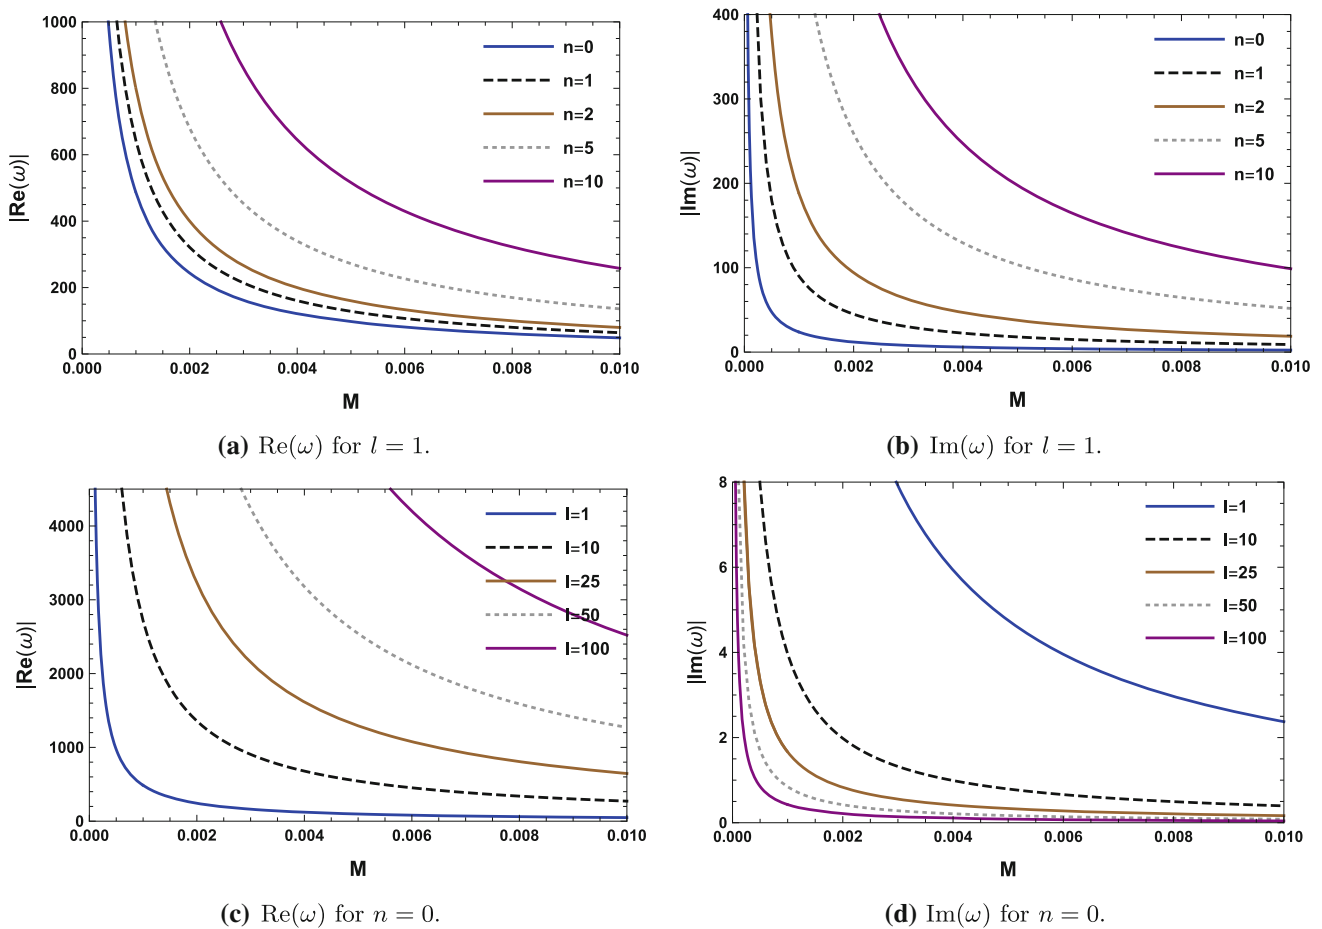 1000
800
600
400
200
0
|Re(ω)|
n=0
n=1
n=2
n=5
n=10
0.000 0.002 0.004 0.006 0.008 0.010
M
(a) Re(ω) for l = 1.
400
300
200
100
0
|Im(ω)|
n=0
n=1
n=2
n=5
n=10
0.000 0.002 0.004 0.006 0.008 0.010
M
(b) Im(ω) for l = 1.
4000
3000
2000
1000
0
|Re(ω)|
l=1
l=10
l=25
l=50
l=100
0.000 0.002 0.004 0.006 0.008 0.010
M
(c) Re(ω) for n = 0.
8
6
4
2
0
|Im(ω)|
l=1
l=10
l=25
l=50
l=100
0.000 0.002 0.004 0.006 0.008 0.010
M
(d) Im(ω) for n = 0.